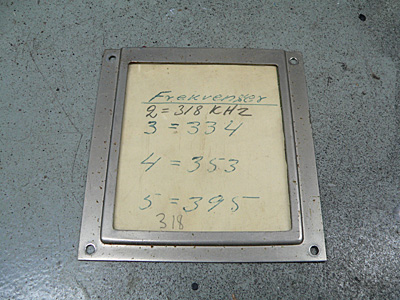 Frekvenser
2 = 318 KHz
3 = 334
4 = 353
5 = 395
318